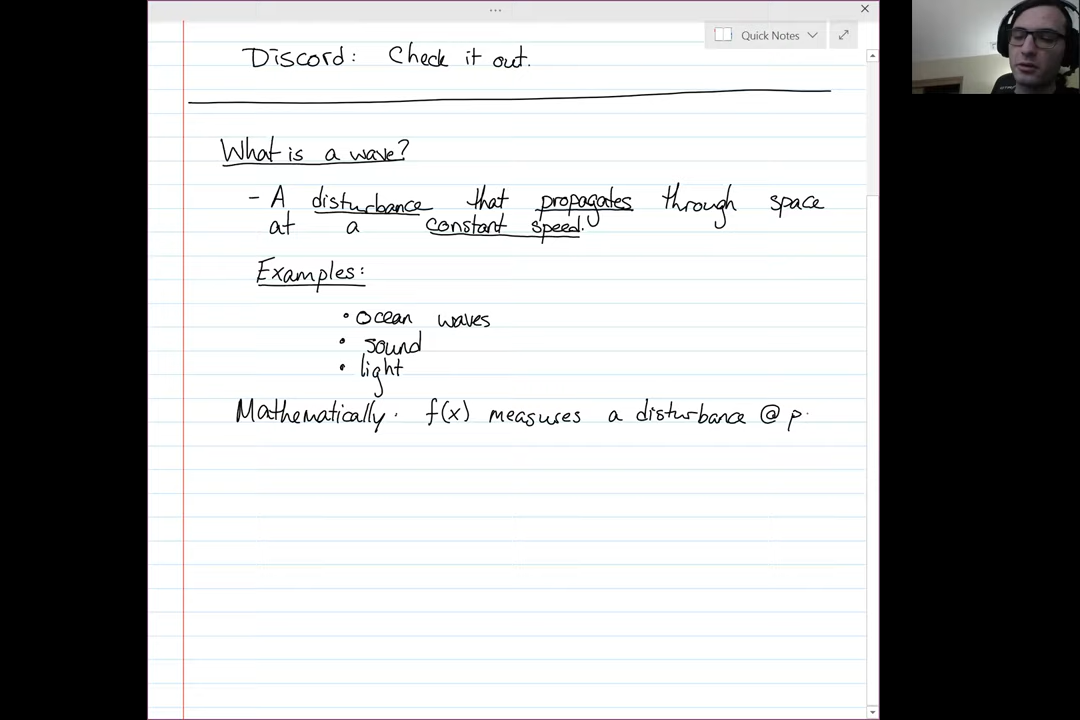 Quick Notes
Discord: Check it out.
What is a wave?
- A disturbance that propagates through space
at a constant speed.
Examples:
• ocean waves
• sound
• light
Mathematically. f(x) measures a disturbance @ p